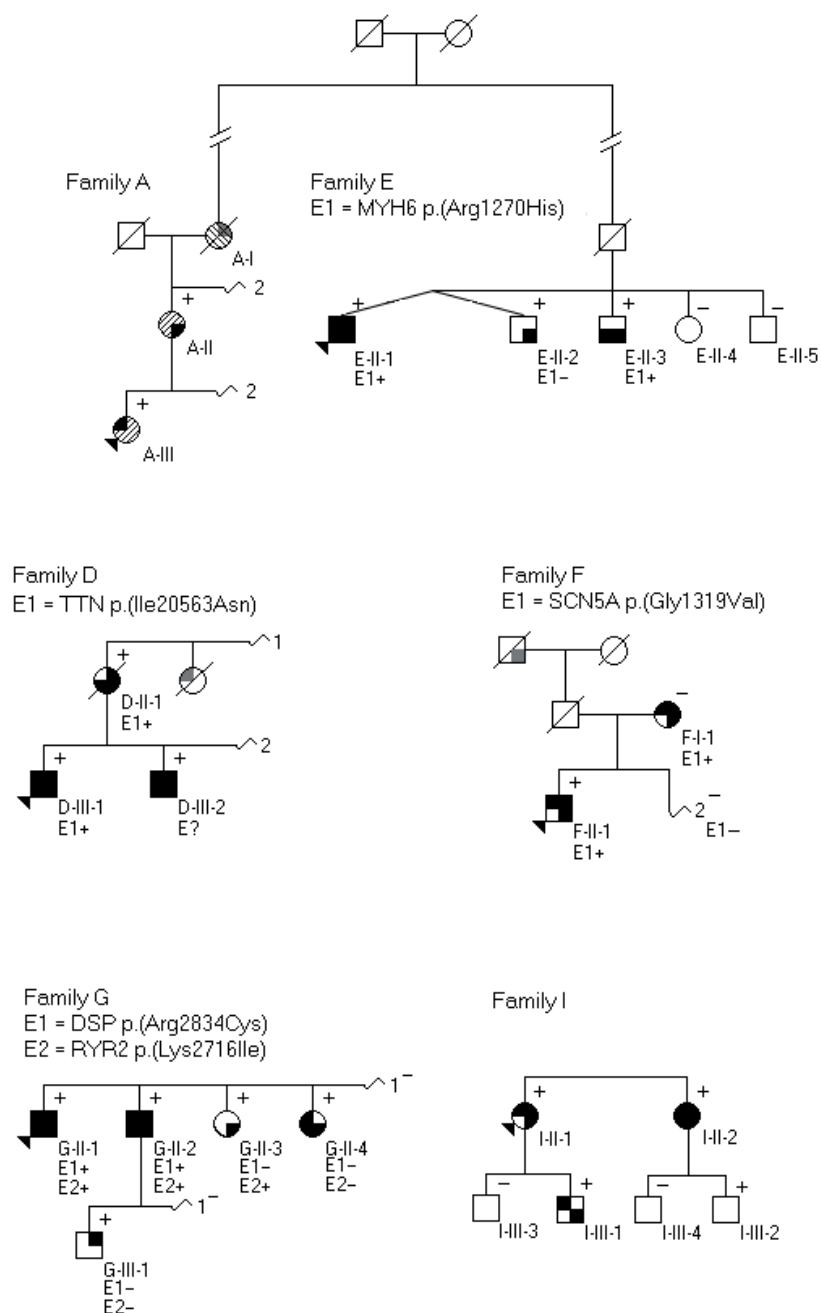 Family A
Family E
E1 = MYH6 p.(Arg1270His)
A-I
2
+
A-II
2
+
A-III
+
E-II-1
E1+
+
E-II-2
E1–
+
E-II-3
E1+
–
E-II-4
–
E-II-5
Family D
E1 = TTN p.(Ile20563Asn)
1
+
D-II-1
E1+
2
+
D-III-1
E1+
+
D-III-2
E?
Family F
E1 = SCN5A p.(Gly1319Val)
–
F-I-1
E1+
+
F-II-1
E1+
2 –
E1–
Family G
E1 = DSP p.(Arg2834Cys)
E2 = RYR2 p.(Lys2716Ile)
1 –
+
G-II-1
E1+
E2+
+
G-II-2
E1+
E2+
+
G-II-3
E1–
E2+
+
G-II-4
E1–
E2–
1 –
+
G-III-1
E1–
E2–
Family I
+
I-II-1
+
I-II-2
–
I-III-3
+
I-III-1
–
I-III-4
+
I-III-2